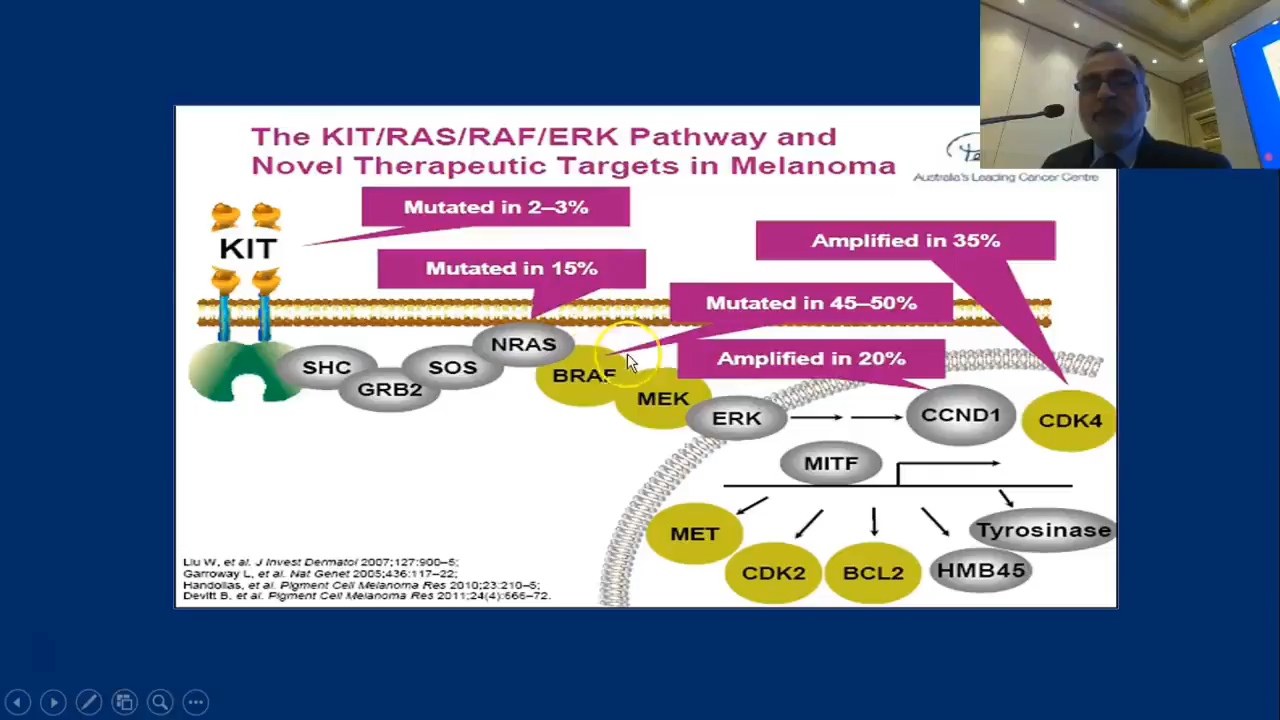 The KIT/RAS/RAF/ERK Pathway and
Novel Therapeutic Targets in Melanoma
Australia's Leading Cancer Centre
Mutated in 2–3%
KIT
Mutated in 15%
Amplified in 35%
Mutated in 45–50%
Amplified in 20%
SHC
GRB2
SOS
NRAS
BRAF
MEK
ERK
CCND1
CDK4
MITF
MET
CDK2
BCL2
HMB45
Tyrosinase
Liu W, et al. J Invest Dermatol 2007;127:900–5;
Garroway L, et al. Nat Genet 2005;436:117–22;
Handolias, et al. Pigment Cell Melanoma Res 2010;23:210–5;
Devitt B, et al. Pigment Cell Melanoma Res 2011;24(4):666–72.